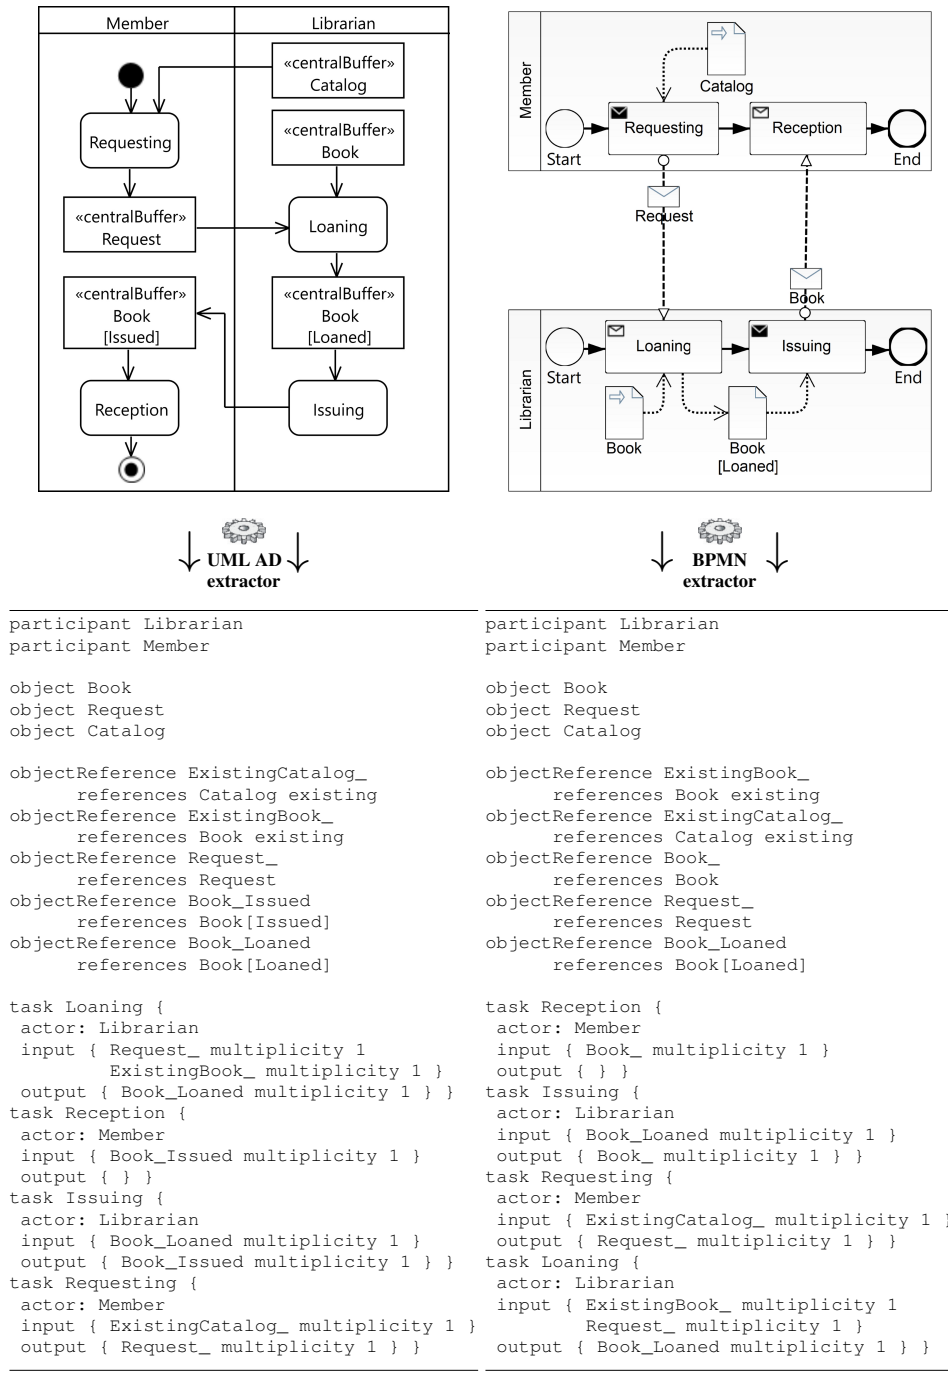 Member
Librarian
«centralBuffer»
Catalog
«centralBuffer»
Book
Requesting
«centralBuffer»
Request
Loaning
«centralBuffer»
Book
[Issued]
«centralBuffer»
Book
[Loaned]
Reception
Issuing
UML AD
extractor
Member
Catalog
Start
Requesting
Reception
End
Request
Book
Librarian
Start
Loaning
Issuing
End
Book
Book
[Loaned]
BPMN
extractor
participant Librarian
participant Member
object Book
object Request
object Catalog
objectReference ExistingCatalog_
references Catalog existing
objectReference ExistingBook_
references Book existing
objectReference Request_
references Request
objectReference Book_Issued
references Book[Issued]
objectReference Book_Loaned
references Book[Loaned]
task Loaning {
actor: Librarian
input { Request_ multiplicity 1
ExistingBook_ multiplicity 1 }
output { Book_Loaned multiplicity 1 } }
task Reception {
actor: Member
input { Book_Issued multiplicity 1 }
output { } }
task Issuing {
actor: Librarian
input { Book_Loaned multiplicity 1 }
output { Book_Issued multiplicity 1 } }
task Requesting {
actor: Member
input { ExistingCatalog_ multiplicity 1 }
output { Request_ multiplicity 1 } }
participant Librarian
participant Member
object Book
object Request
object Catalog
objectReference ExistingBook_
references Book existing
objectReference ExistingCatalog_
references Catalog existing
objectReference Book_
references Book
objectReference Request_
references Request
objectReference Book_Loaned
references Book[Loaned]
task Reception {
actor: Member
input { Book_ multiplicity 1 }
output { } }
task Issuing {
actor: Librarian
input { Book_Loaned multiplicity 1 }
output { Book_ multiplicity 1 } }
task Requesting {
actor: Member
input { ExistingCatalog_ multiplicity 1 }
output { Request_ multiplicity 1 } }
task Loaning {
actor: Librarian
input { ExistingBook_ multiplicity 1
Request_ multiplicity 1 }
output { Book_Loaned multiplicity 1 } }